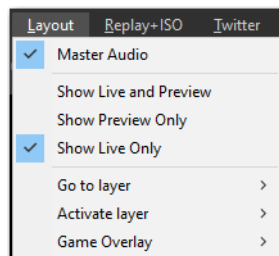 Layout Replay+ISO Twitter
Master Audio
Show Live and Preview
Show Preview Only
Show Live Only
Go to layer
Activate layer
Game Overlay